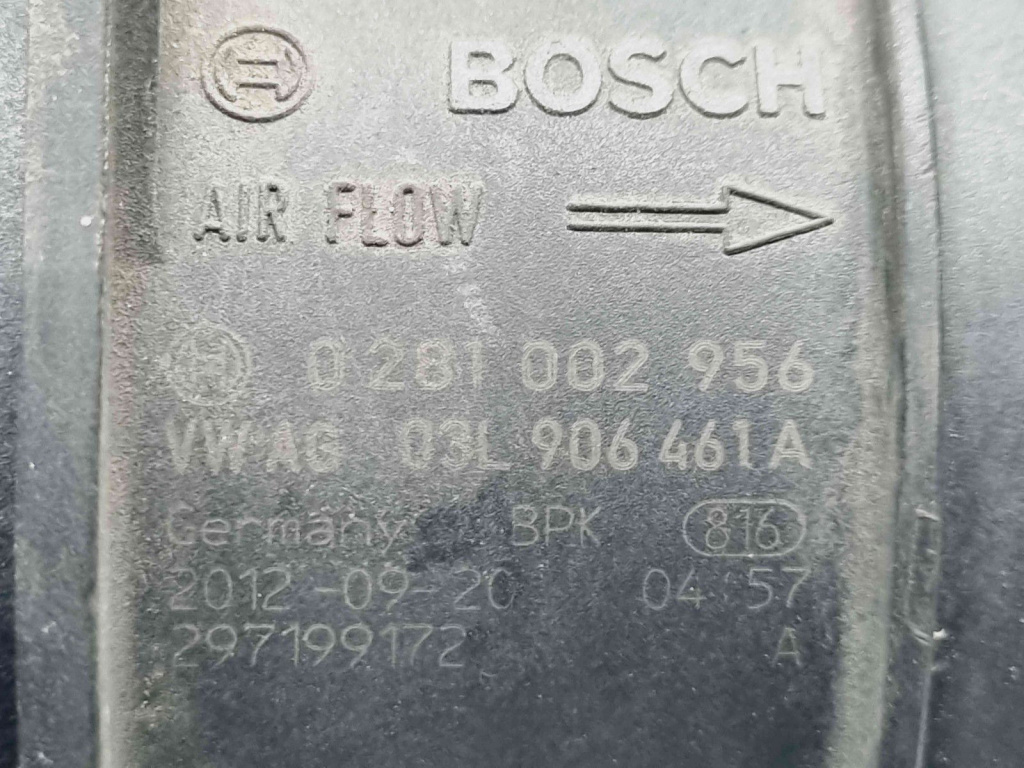 BOSCH
AIR FLOW
0 281 002 956
VW AG 03L 906 461 A
Germany BPK 816
2012-09-20 04:57
297199172 A